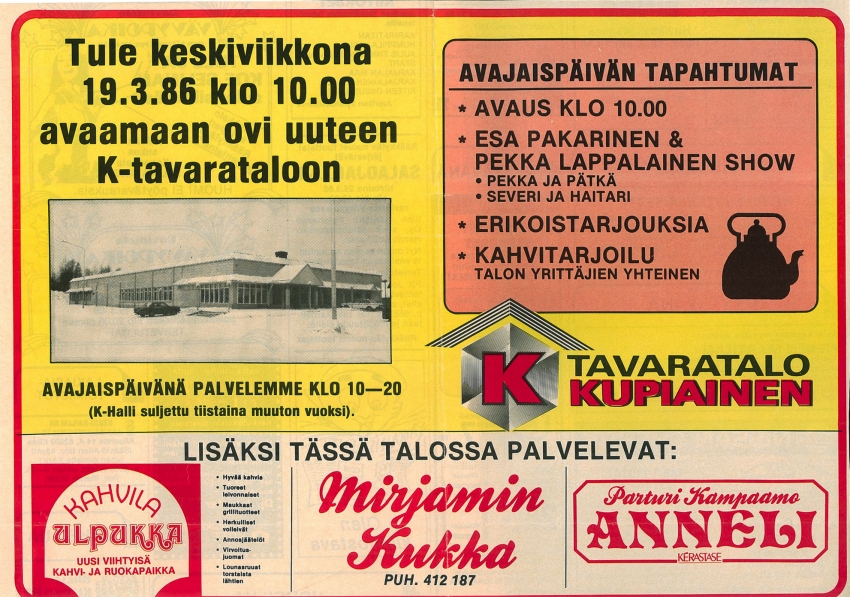 Tule keskiviikkona
19.3.86 klo 10.00
avaamaan ovi uuteen
K-tavarataloon
AVAJAISPÄIVÄNÄ PALVELEMME KLO 10—20
(K-Halli suljettu tiistaina muuton vuoksi).
AVAJAISPÄIVÄN TAPAHTUMAT
* AVAUS KLO 10.00
* ESA PAKARINEN &
PEKKA LAPPALAINEN SHOW
• PEKKA JA PÄTKÄ
• SEVERI JA HAITARI
* ERIKOISTARJOUKSIA
* KAHVITARJOILU
TALON YRITTÄJIEN YHTEINEN
K
TAVARATALO
KUPIAINEN
LISÄKSI TÄSSÄ TALOSSA PALVELEVAT:
KAHVILA
ULPUKKA
UUSI VIIHTYISÄ
KAHVI- JA RUOKAPAIKKA
• Hyvää kahvia
• Tuoreet
leivonnaiset
• Maukkaat
grillituotteet
• Herkulliset
voileivät
• Annosjäätelöt
• Virvoitus-
juomat
• Lounasruuat
torstaista
lähtien
Mirjamin
Kukka
PUH. 412 187
Parturi Kampaamo
ANNELI
KÉRASTASE